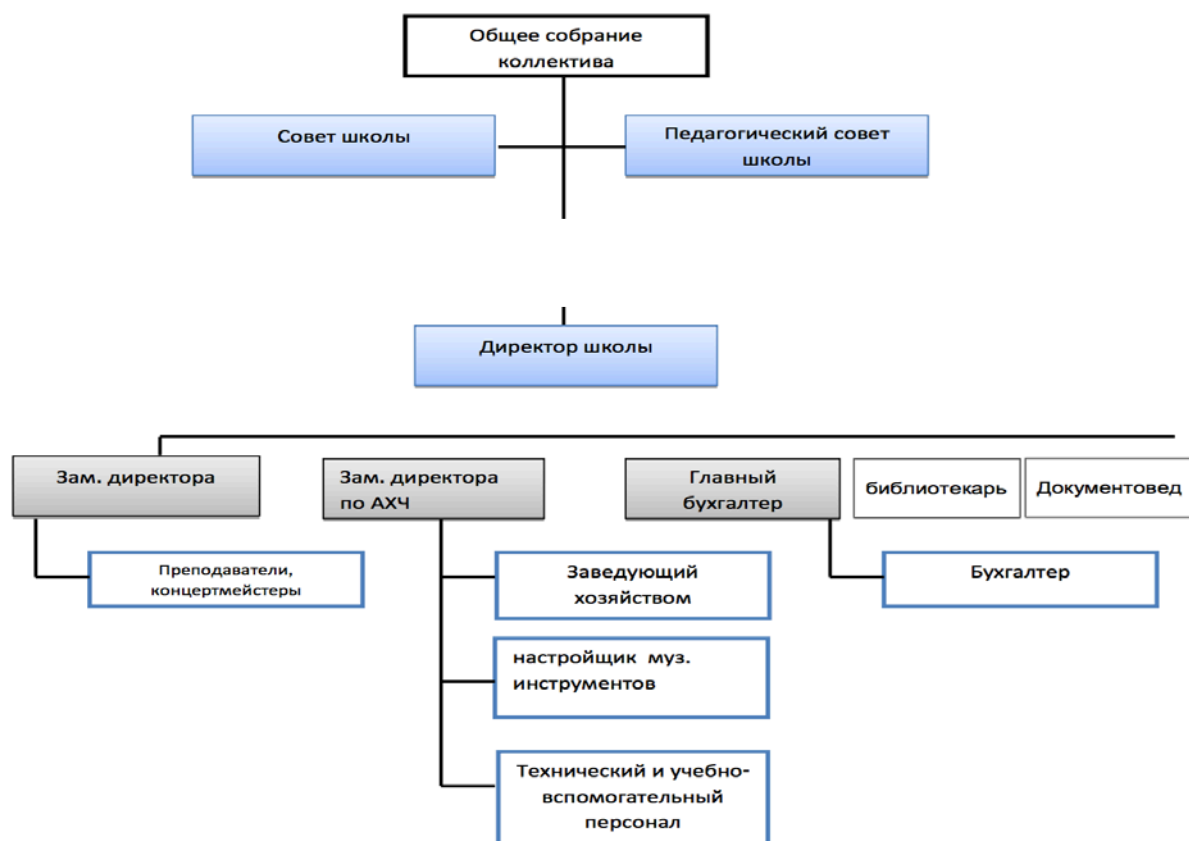 Общее собрание
коллектива
Совет школы
Педагогический совет
школы
Директор школы
Зам. директора
Зам. директора
по АХЧ
Главный
бухгалтер
библиотекарь
Документовед
Преподаватели,
концертмейстеры
Заведующий
хозяйством
Бухгалтер
настройщик муз.
инструментов
Технический и учебно-
вспомогательный
персонал